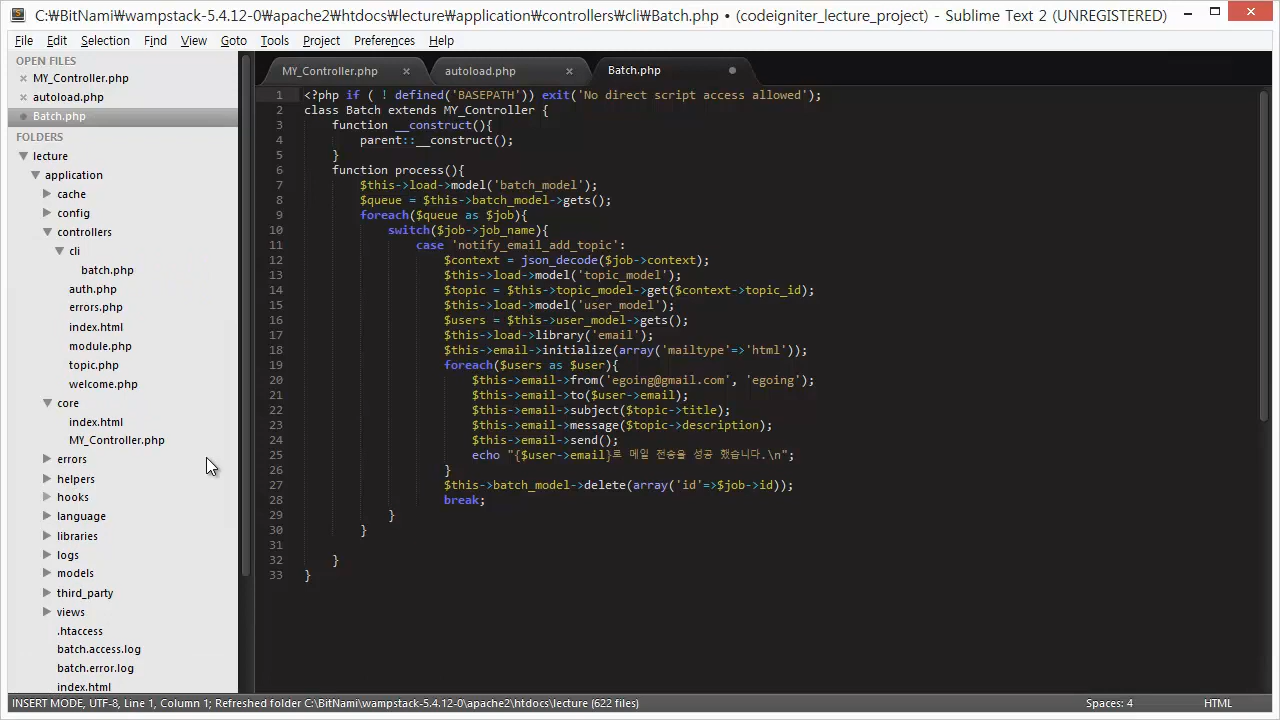 C:₩BitNami₩wampstack-5.4.12-0₩apache2₩htdocs₩lecture₩application₩controllers₩cli₩Batch.php • (codeigniter_lecture_project) - Sublime Text 2 (UNREGISTERED)
File Edit Selection Find View Goto Tools Project Preferences Help
OPEN FILES
MY_Controller.php
autoload.php
Batch.php
FOLDERS
lecture
application
cache
config
controllers
cli
batch.php
auth.php
errors.php
index.html
module.php
topic.php
welcome.php
core
index.html
MY_Controller.php
errors
helpers
hooks
language
libraries
logs
models
third_party
views
.htaccess
batch.access.log
batch.error.log
index.html
MY_Controller.php × autoload.php × Batch.php
1 <?php if ( ! defined('BASEPATH')) exit('No direct script access allowed');
2 class Batch extends MY_Controller {
3 function __construct(){
4 parent::__construct();
5 }
6 function process(){
7 $this->load->model('batch_model');
8 $queue = $this->batch_model->gets();
9 foreach($queue as $job){
10 switch($job->job_name){
11 case 'notify_email_add_topic':
12 $context = json_decode($job->context);
13 $this->load->model('topic_model');
14 $topic = $this->topic_model->get($context->topic_id);
15 $this->load->model('user_model');
16 $users = $this->user_model->gets();
17 $this->load->library('email');
18 $this->email->initialize(array('mailtype'=>'html'));
19 foreach($users as $user){
20 $this->email->from('egoing@gmail.com', 'egoing');
21 $this->email->to($user->email);
22 $this->email->subject($topic->title);
23 $this->email->message($topic->description);
24 $this->email->send();
25 echo "{$user->email}로 메일 전송을 성공 했습니다.\n";
26 }
27 $this->batch_model->delete(array('id'=>$job->id));
28 break;
29 }
30 }
31
32 }
33 }
INSERT MODE, UTF-8, Line 1, Column 1; Refreshed folder C:\BitNami\wampstack-5.4.12-0\apache2\htdocs\lecture (622 files) Spaces: 4 HTML